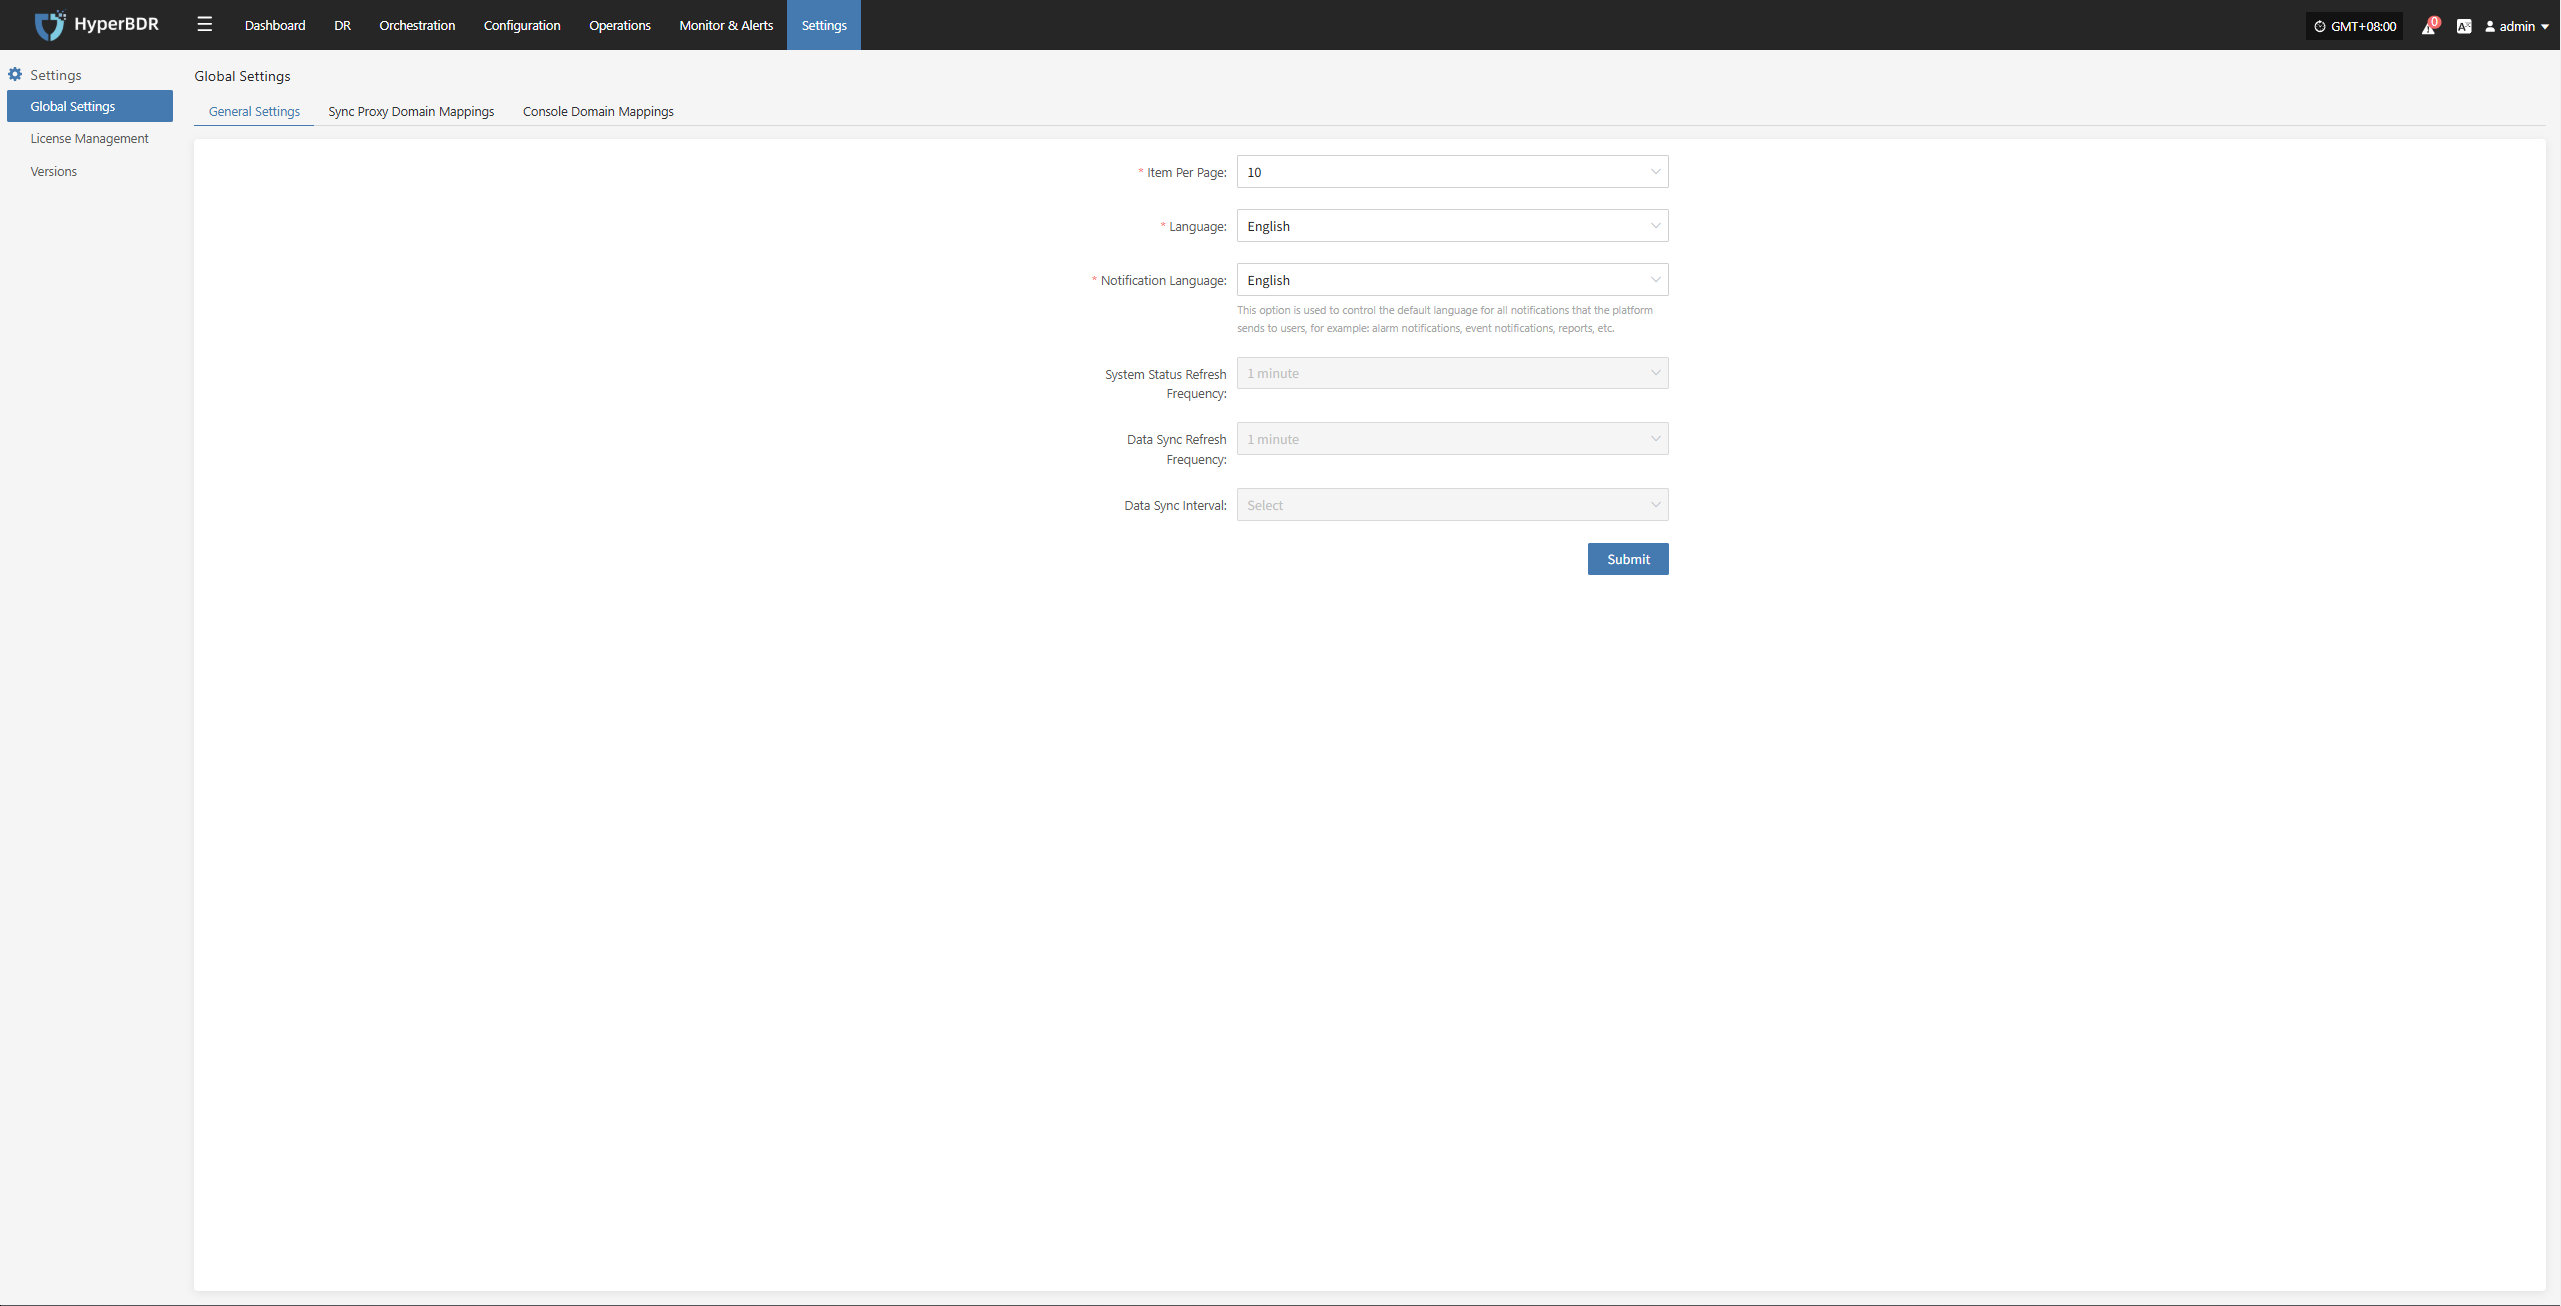 HyperBDR
Dashboard
DR
Orchestration
Configuration
Operations
Monitor & Alerts
Settings
GMT+08:00
0
admin
Settings
Global Settings
License Management
Versions
Global Settings
General Settings
Sync Proxy Domain Mappings
Console Domain Mappings
* Item Per Page:
10
* Language:
English
* Notification Language:
English
This option is used to control the default language for all notifications that the platform
sends to users, for example: alarm notifications, event notifications, reports, etc.
System Status Refresh
Frequency:
1 minute
Data Sync Refresh
Frequency:
1 minute
Data Sync Interval:
Select
Submit